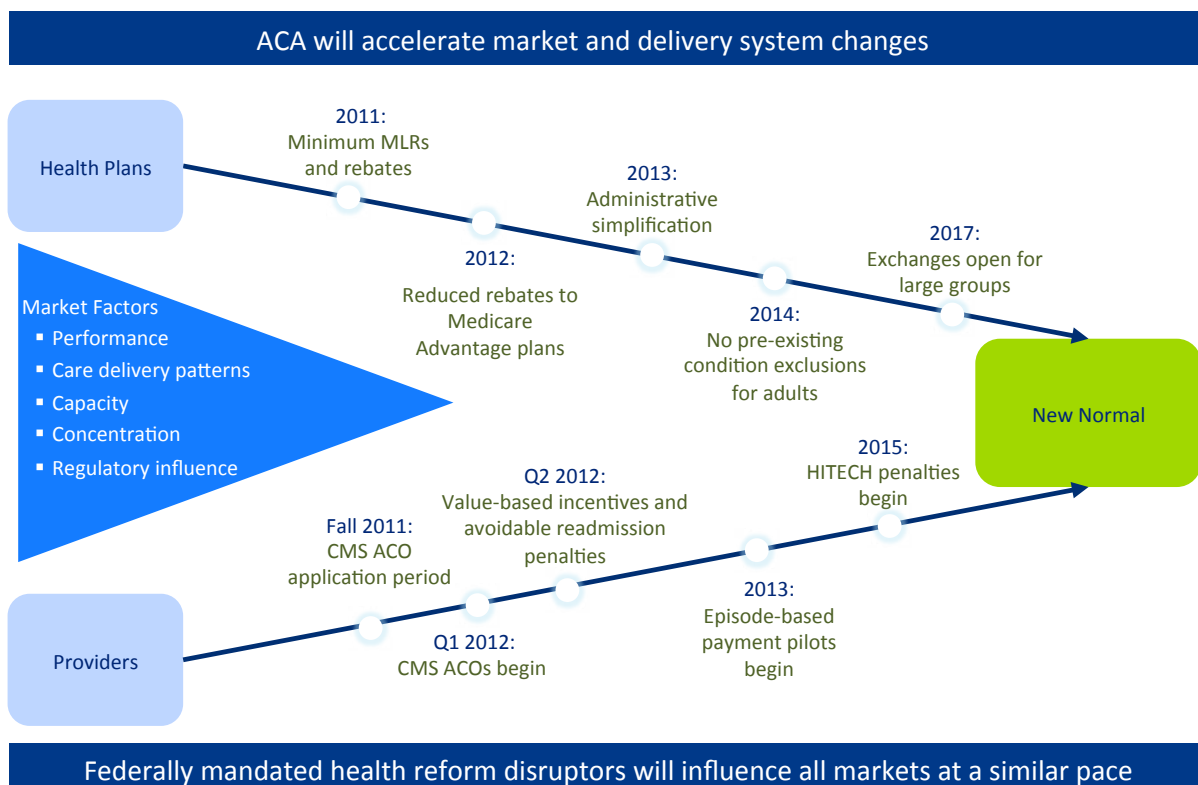 ACA will accelerate market and delivery system changes
Health Plans
2011:
Minimum MLRs
and rebates
2012:
Reduced rebates to
Medicare
Advantage plans
2013:
Administrative
simplification
2014:
No pre-existing
condition exclusions
for adults
2017:
Exchanges open for
large groups
Market Factors
▪ Performance
▪ Care delivery patterns
▪ Capacity
▪ Concentration
▪ Regulatory influence
New Normal
Providers
Fall 2011:
CMS ACO
application period
Q1 2012:
CMS ACOs begin
Q2 2012:
Value-based incentives and
avoidable readmission
penalties
2013:
Episode-based
payment pilots
begin
2015:
HITECH penalties
begin
Federally mandated health reform disruptors will influence all markets at a similar pace